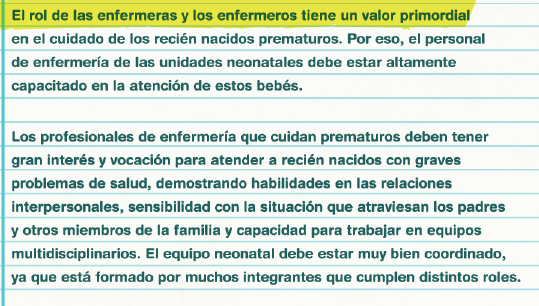 El rol de las enfermeras y los enfermeros tiene un valor primordial
en el cuidado de los recién nacidos prematuros. Por eso, el personal
de enfermería de las unidades neonatales debe estar altamente
capacitado en la atención de estos bebés.
Los profesionales de enfermería que cuidan prematuros deben tener
gran interés y vocación para atender a recién nacidos con graves
problemas de salud, demostrando habilidades en las relaciones
interpersonales, sensibilidad con la situación que atraviesan los padres
y otros miembros de la familia y capacidad para trabajar en equipos
multidisciplinarios. El equipo neonatal debe estar muy bien coordinado,
ya que está formado por muchos integrantes que cumplen distintos roles.